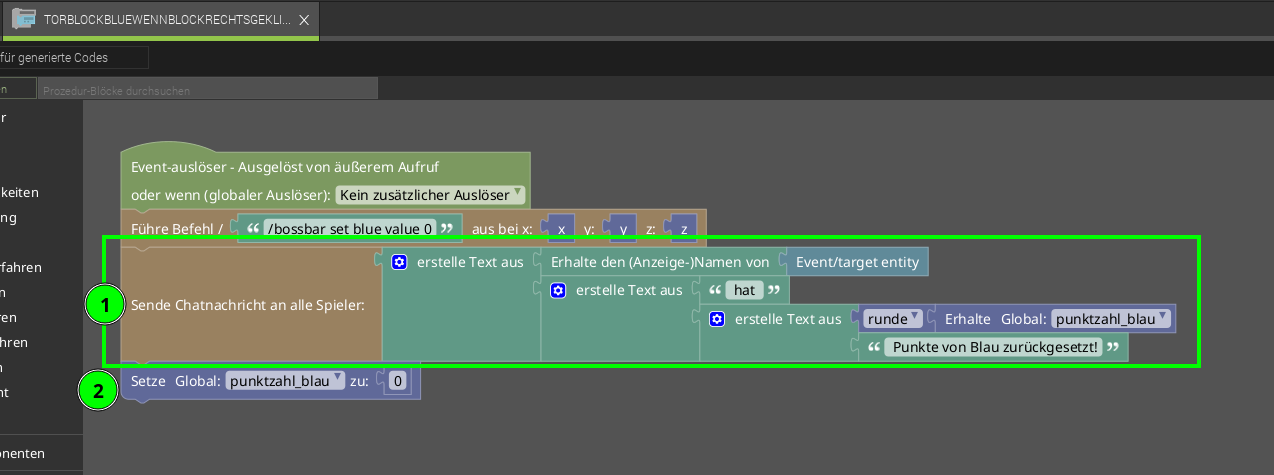 TORBLOCKBLUEWENNBLOCKRECHTSGEKLI...
für generierte Codes
en
Prozedur-Blöcke durchsuchen
r
keiten
ng
rfahren
n
ren
hren
n
nt
onenten
Event-auslöser - Ausgelöst von äußerem Aufruf
oder wenn (globaler Auslöser): Kein zusätzlicher Auslöser
Führe Befehl / “ /bossbar set blue value 0 ” aus bei x: x y: y z: z
1
Sende Chatnachricht an alle Spieler:
erstelle Text aus Erhalte den (Anzeige-)Namen von Event/target entity
erstelle Text aus “ hat ”
erstelle Text aus runde Erhalte Global: punktzahl_blau
“ Punkte von Blau zurückgesetzt! ”
2
Setze Global: punktzahl_blau zu: 0